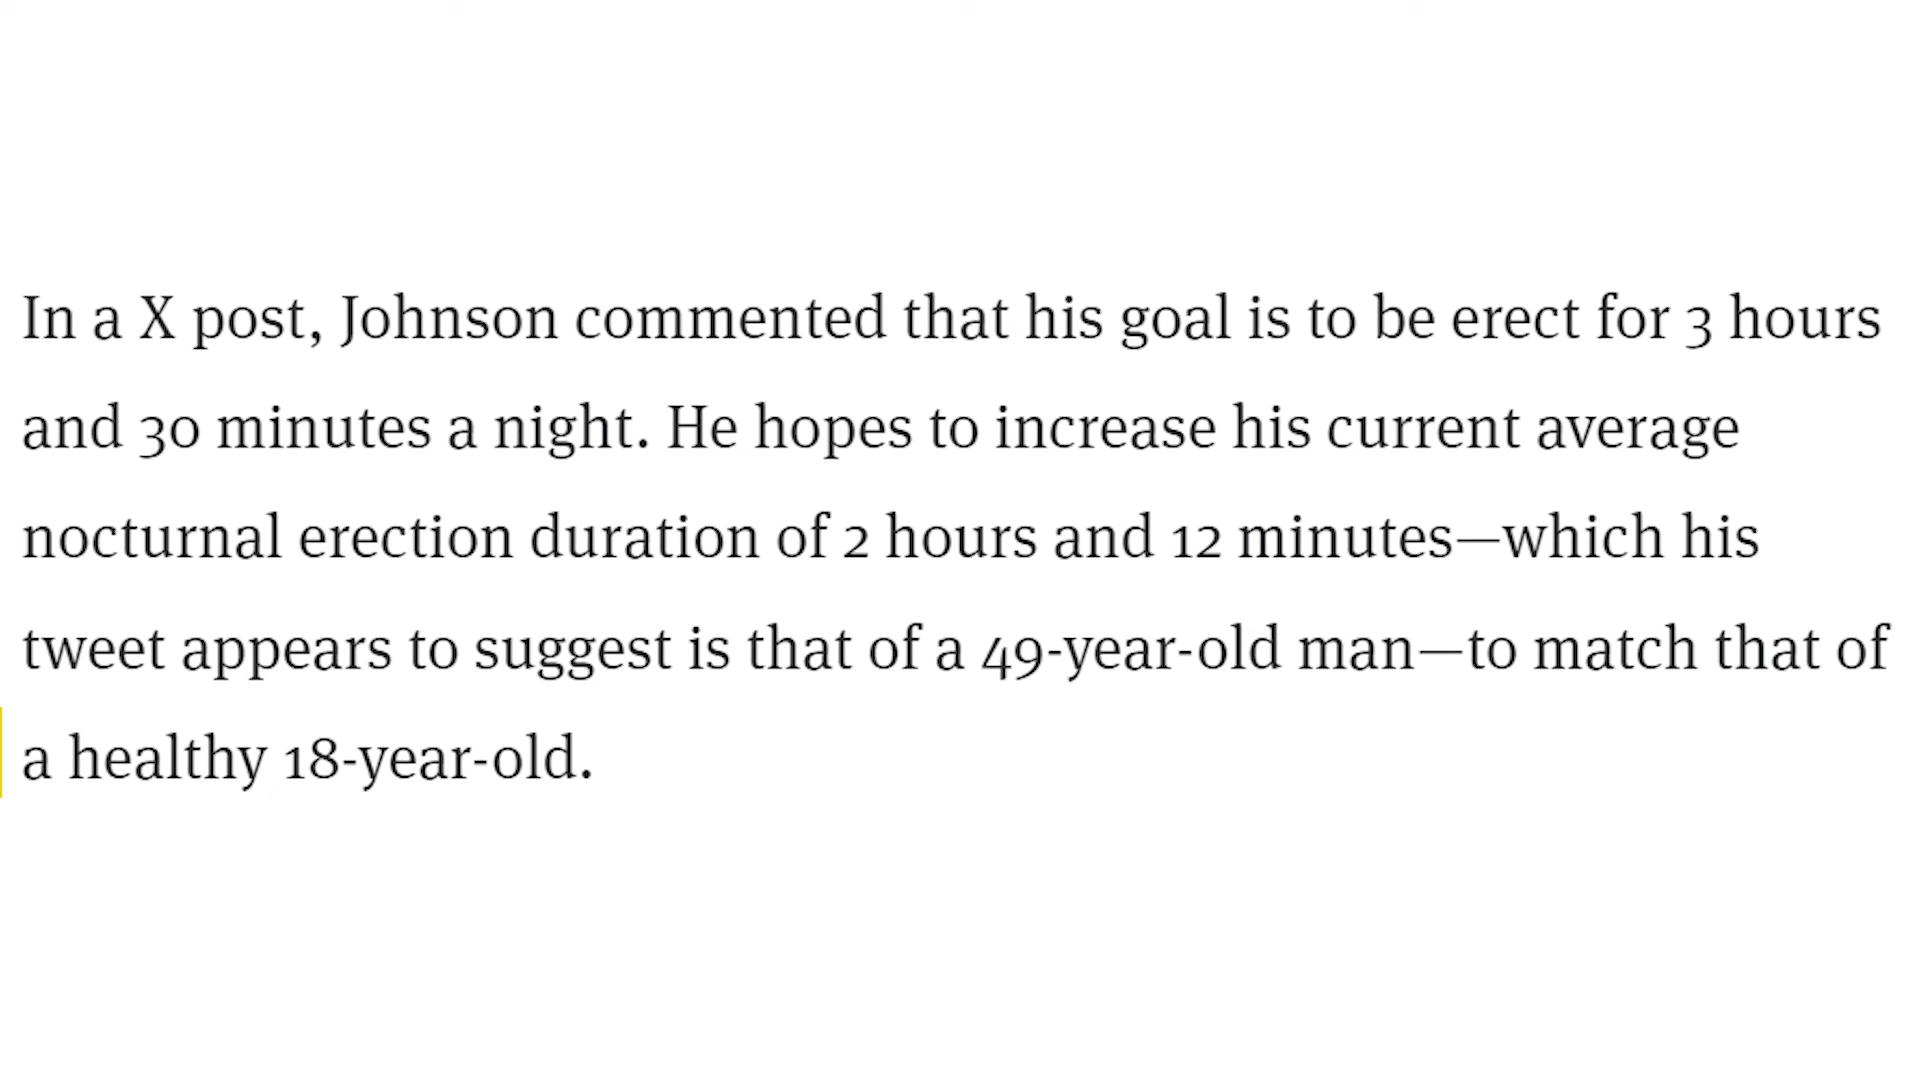 In a X post, Johnson commented that his goal is to be erect for 3 hours
and 30 minutes a night. He hopes to increase his current average
nocturnal erection duration of 2 hours and 12 minutes—which his
tweet appears to suggest is that of a 49-year-old man—to match that of
a healthy 18-year-old.